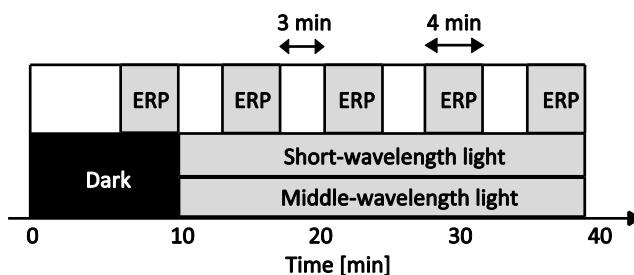 3 min 4 min
ERP ERP ERP ERP ERP
Short-wavelength light
Dark
Middle-wavelength light
0 10 20 30 40
Time [min]